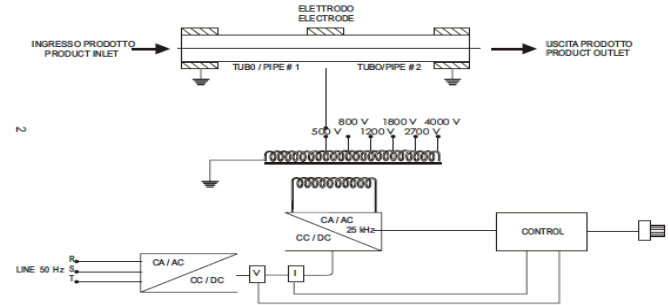 ELETTRODO
ELECTRODE
INGRESSO PRODOTTO
PRODUCT INLET
USCITA PRODOTTO
PRODUCT OUTLET
TUB0 / PIPE # 1
TUBO/PIPE # 2
800 V 1800 V 4000 V
500 V 1200 V 2700 V
2
CA / AC
25 kHz
CC / DC
CONTROL
R
S
T
LINE 50 Hz
CA / AC
CC / DC
V
I